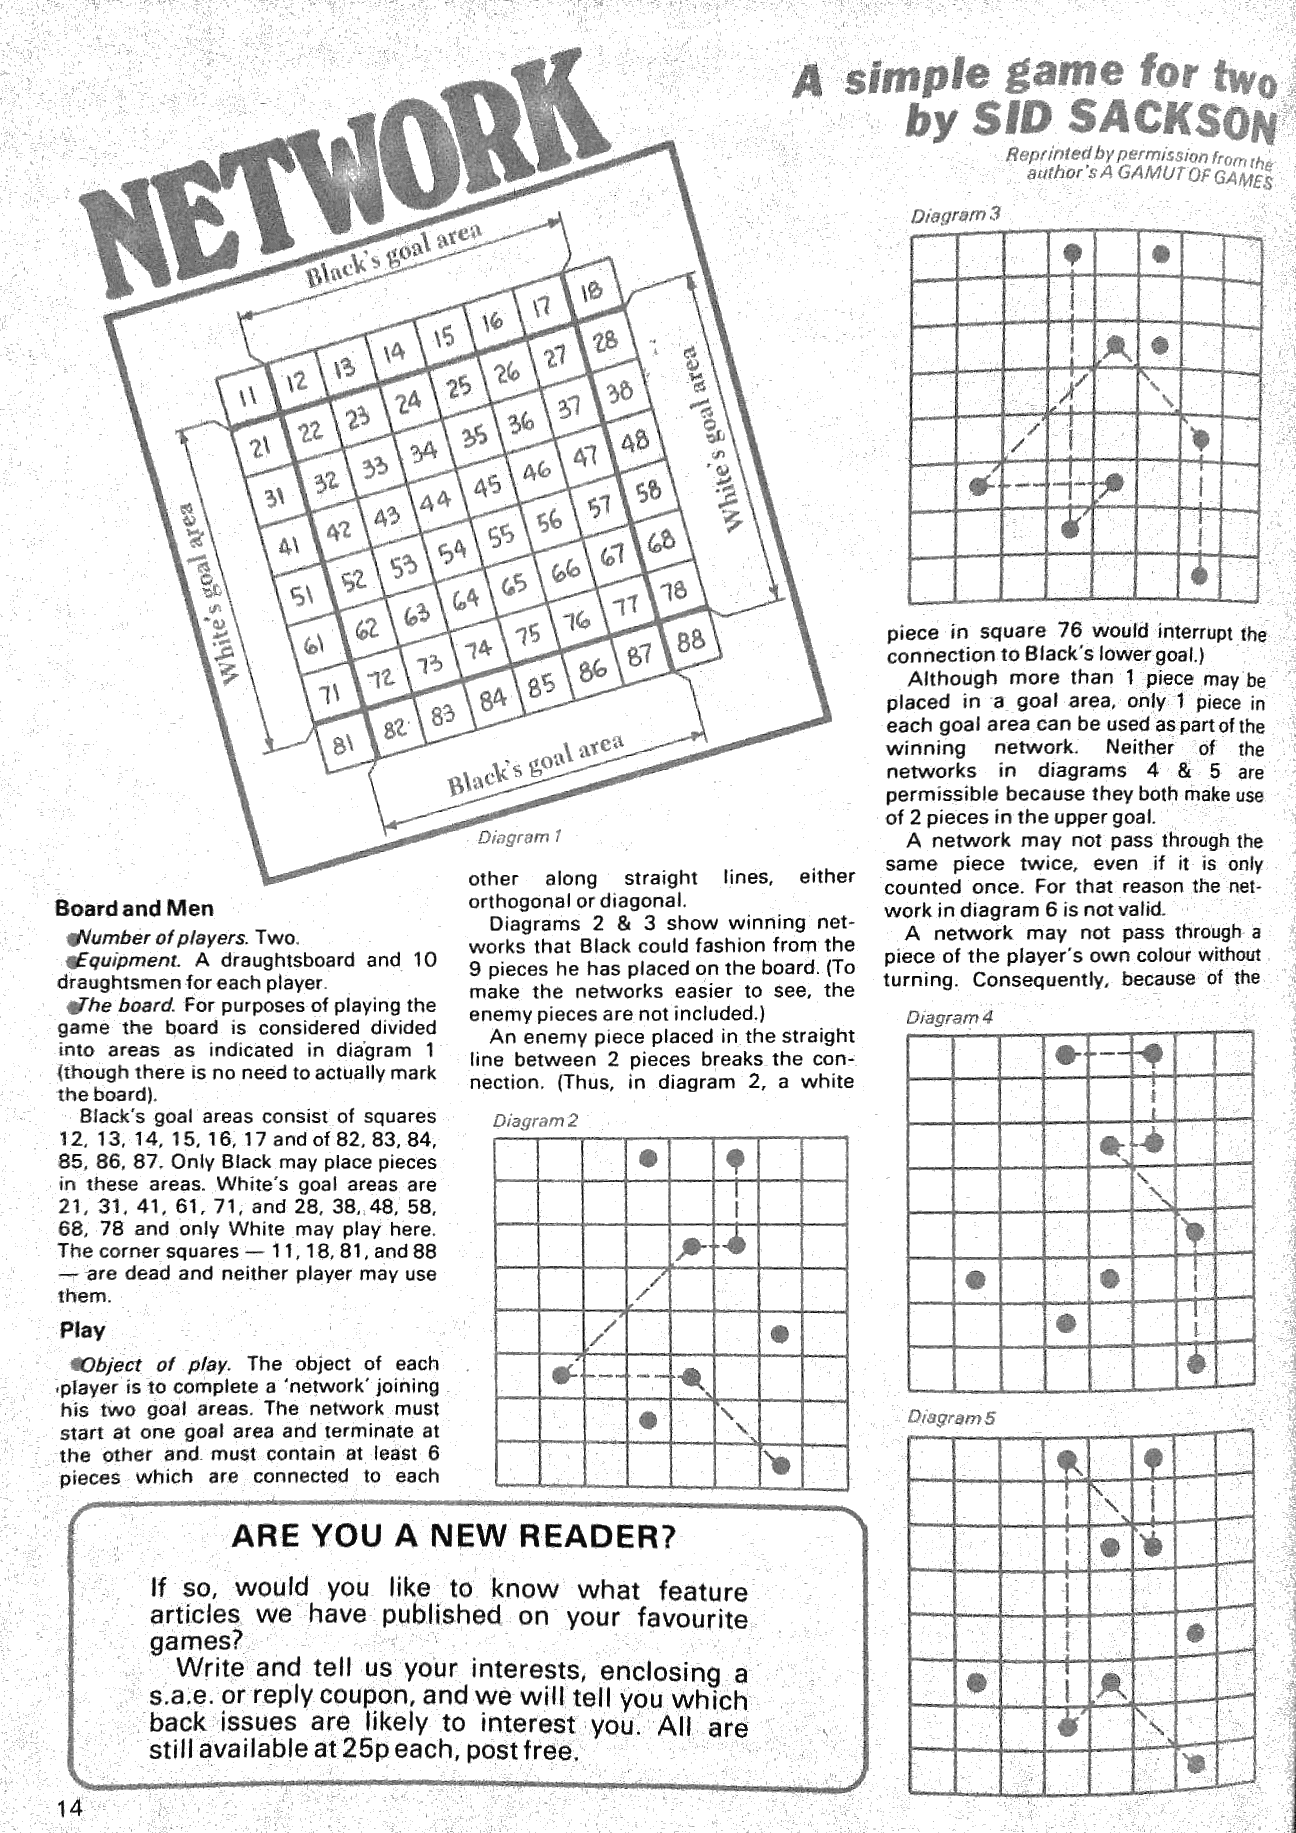 NETWORK
A simple game for two
by SID SACKSON
Reprinted by permission from the
author's A GAMUT OF GAMES
Black's goal area
White's goal area
White's goal area
11 12 13 14 15 16 17 18
21 22 23 24 25 26 27 28
31 32 33 34 35 36 37 38
41 42 43 44 45 46 47 48
51 52 53 54 55 56 57 58
61 62 63 64 65 66 67 68
71 72 73 74 75 76 77 78
81 82 83 84 85 86 87 88
Black's goal area
Diagram 1
Board and Men
Number of players. Two.
Equipment. A draughtsboard and 10
draughtsmen for each player.
The board. For purposes of playing the
game the board is considered divided
into areas as indicated in diagram 1
(though there is no need to actually mark
the board).
Black's goal areas consist of squares
12, 13, 14, 15, 16, 17 and of 82, 83, 84,
85, 86, 87. Only Black may place pieces
in these areas. White's goal areas are
21, 31, 41, 61, 71, and 28, 38, 48, 58,
68, 78 and only White may play here.
The corner squares — 11, 18, 81, and 88
— are dead and neither player may use
them.
Play
Object of play. The object of each
player is to complete a 'network' joining
his two goal areas. The network must
start at one goal area and terminate at
the other and must contain at least 6
pieces which are connected to each
other along straight lines, either
orthogonal or diagonal.
Diagrams 2 & 3 show winning net-
works that Black could fashion from the
9 pieces he has placed on the board. (To
make the networks easier to see, the
enemy pieces are not included.)
An enemy piece placed in the straight
line between 2 pieces breaks the con-
nection. (Thus, in diagram 2, a white
Diagram 2
Diagram 3
piece in square 76 would interrupt the
connection to Black's lower goal.)
Although more than 1 piece may be
placed in a goal area, only 1 piece in
each goal area can be used as part of the
winning network. Neither of the
networks in diagrams 4 & 5 are
permissible because they both make use
of 2 pieces in the upper goal.
A network may not pass through the
same piece twice, even if it is only
counted once. For that reason the net-
work in diagram 6 is not valid.
A network may not pass through a
piece of the player's own colour without
turning. Consequently, because of the
Diagram 4
Diagram 5
ARE YOU A NEW READER?
If so, would you like to know what feature
articles we have published on your favourite
games?
Write and tell us your interests, enclosing a
s.a.e. or reply coupon, and we will tell you which
back issues are likely to interest you. All are
still available at 25p each, post free.
14